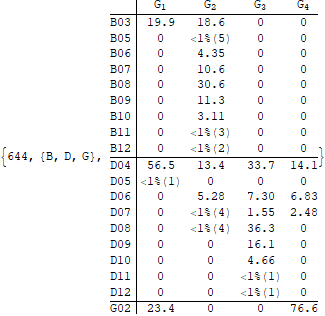 G1 G2 G3 G4
B03 19.9 18.6 0 0
B05 0 <1%(5) 0 0
B06 0 4.35 0 0
B07 0 10.6 0 0
B08 0 30.6 0 0
B09 0 11.3 0 0
B10 0 3.11 0 0
B11 0 <1%(3) 0 0
B12 0 <1%(2) 0 0
{644, {B, D, G}, }
D04 56.5 13.4 33.7 14.1
D05 <1%(1) 0 0 0
D06 0 5.28 7.30 6.83
D07 0 <1%(4) 1.55 2.48
D08 0 <1%(4) 36.3 0
D09 0 0 16.1 0
D10 0 0 4.66 0
D11 0 0 <1%(1) 0
D12 0 0 <1%(1) 0
G02 23.4 0 0 76.6